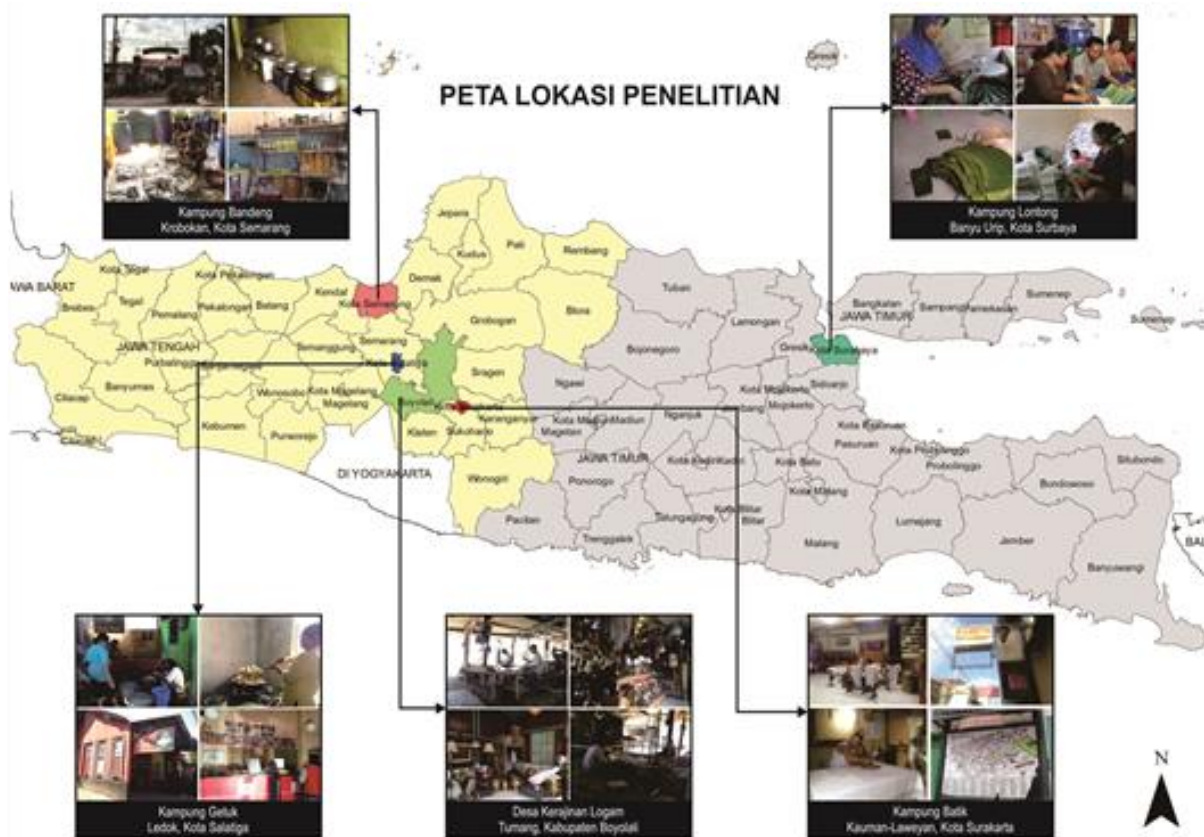 PETA LOKASI PENELITIAN
Kampung Bandeng
Krobokan, Kota Semarang
Kampung Lontong
Banyu Urip, Kota Surbaya
Gresik
Jepara
Kudus
Pati
Rembang
Demak
JAWA BARAT
Kota Tegal
Kota Pekalongan
Kendal
Kota Semarang
Brebes
Tegal
Pemalang
Pekalongan
Batang
Grobogan
Blora
Tuban
Lamongan
Bangkalan
Sampang
Pamekasan
Sumenep
Sumenep
JAWA TIMUR
Semarang
Gresik
Kota Surabaya
JAWA TENGAH
Purbalingga
Bojonegoro
Sragen
Ngawi
Sidoarjo
Kota Mojokerto
Mojokerto
Cilacap
Banyumas
Wonosobo
Kota Magelang
Magelang
Boyolali
Karanganyar
Kota Madiun
Madiun
Nganjuk
Jombang
Kebumen
Purworejo
Klaten
Sukoharjo
Magetan
Kota Pasuruan
Pasuruan
Kota Probolinggo
Probolinggo
Situbondo
Cilacap
DI YOGYAKARTA
Wonogiri
JAWA TIMUR
Kota Kediri
Kediri
Kota Batu
Bondowoso
Ponorogo
Kota Malang
Pacitan
Trenggalek
Tulungagung
Kota Blitar
Blitar
Malang
Lumajang
Jember
Banyuwangi
Kampung Getuk
Ledok, Kota Salatiga
Desa Kerajinan Logam
Tumang, Kabupaten Boyolali
Kampung Batik
Kauman-Laweyan, Kota Surakarta
N